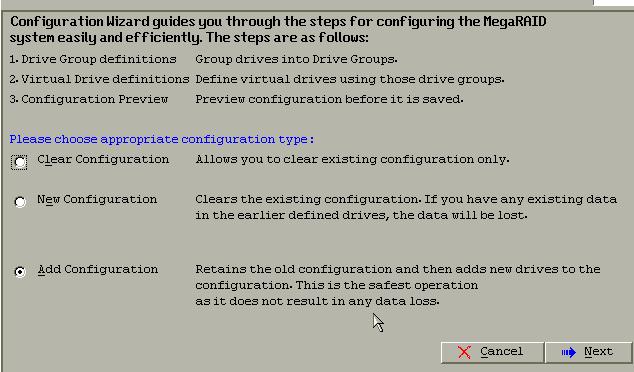 Configuration Wizard guides you through the steps for configuring the MegaRAID
system easily and efficiently. The steps are as follows:
1. Drive Group definitions Group drives into Drive Groups.
2. Virtual Drive definitions Define virtual drives using those drive groups.
3. Configuration Preview Preview configuration before it is saved.
Please choose appropriate configuration type:
Clear Configuration Allows you to clear existing configuration only.
New Configuration Clears the existing configuration. If you have any existing data
in the earlier defined drives, the data will be lost.
Add Configuration Retains the old configuration and then adds new drives to the
configuration. This is the safest operation
as it does not result in any data loss.
Cancel Next